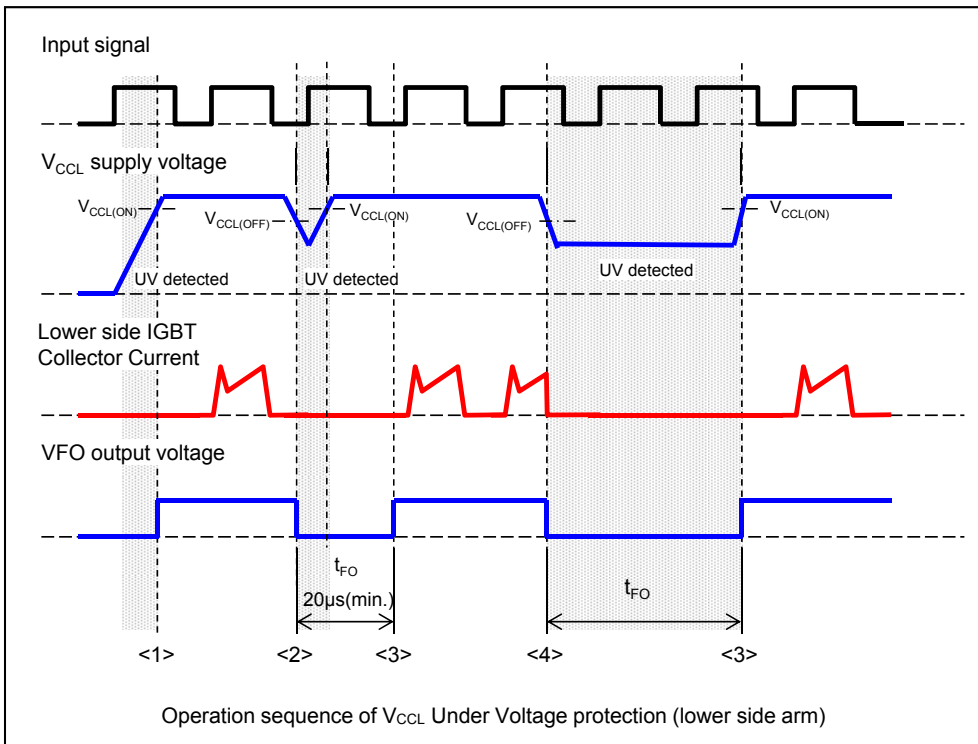 Input signal
VCCL supply voltage
VCCL(ON)
VCCL(OFF)
VCCL(ON)
VCCL(OFF)
VCCL(ON)
UV detected
UV detected
UV detected
Lower side IGBT
Collector Current
VFO output voltage
tFO
20µs(min.)
tFO
<1>
<2>
<3>
<4>
<3>
Operation sequence of VCCL Under Voltage protection (lower side arm)